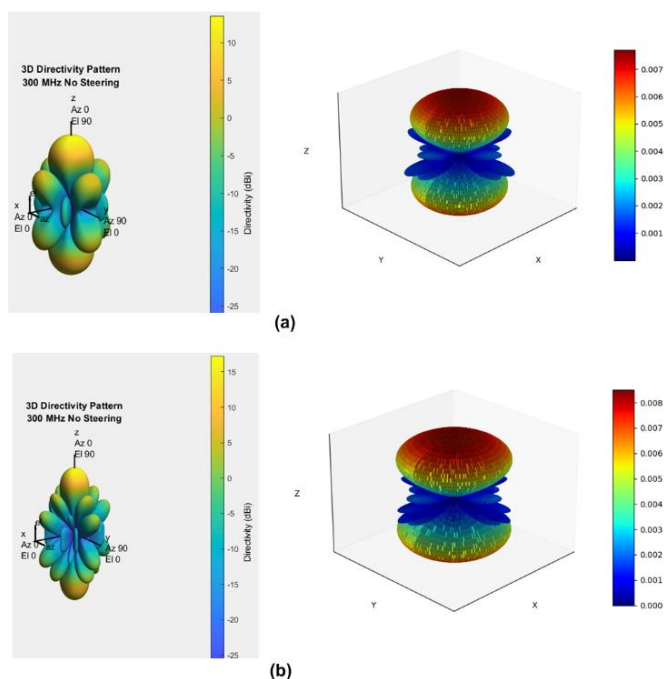 3D Directivity Pattern
300 MHz No Steering
z
Az 0
El 90
x
Az 0
El 0
az
y
Az 90
El 0
10
5
0
-5
-10
-15
-20
-25
Directivity (dBi)
Z
Y
X
0.007
0.006
0.005
0.004
0.003
0.002
0.001
(a)
3D Directivity Pattern
300 MHz No Steering
z
Az 0
El 90
x
Az 0
El 0
y
Az 90
El 0
15
10
5
0
-5
-10
-15
-20
-25
Directivity (dBi)
Z
Y
X
0.008
0.007
0.006
0.005
0.004
0.003
0.002
0.001
0.000
(b)